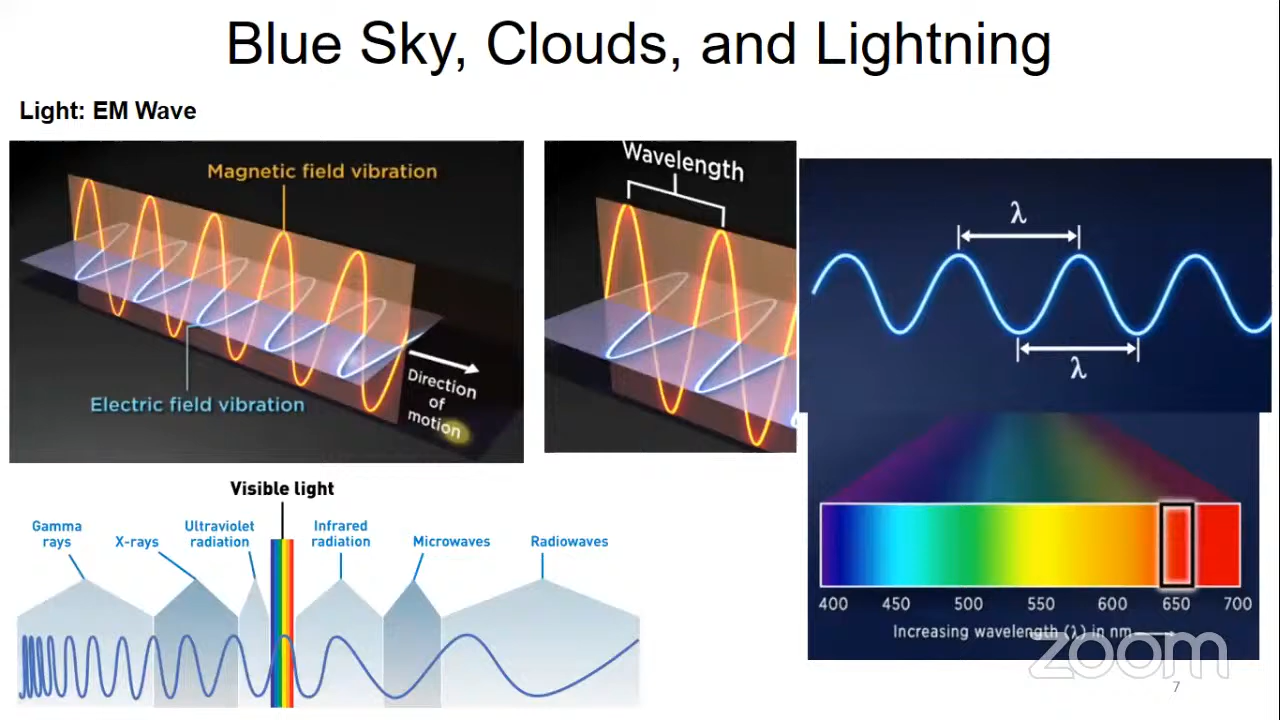 Blue Sky, Clouds, and Lightning
Light: EM Wave
Magnetic field vibration
Electric field vibration
Direction
of
motion
Wavelength
λ
λ
Visible light
Gamma
rays
X-rays
Ultraviolet
radiation
Infrared
radiation
Microwaves
Radiowaves
400 450 500 550 600 650 700
Increasing wavelength (λ) in nm
zoom
7